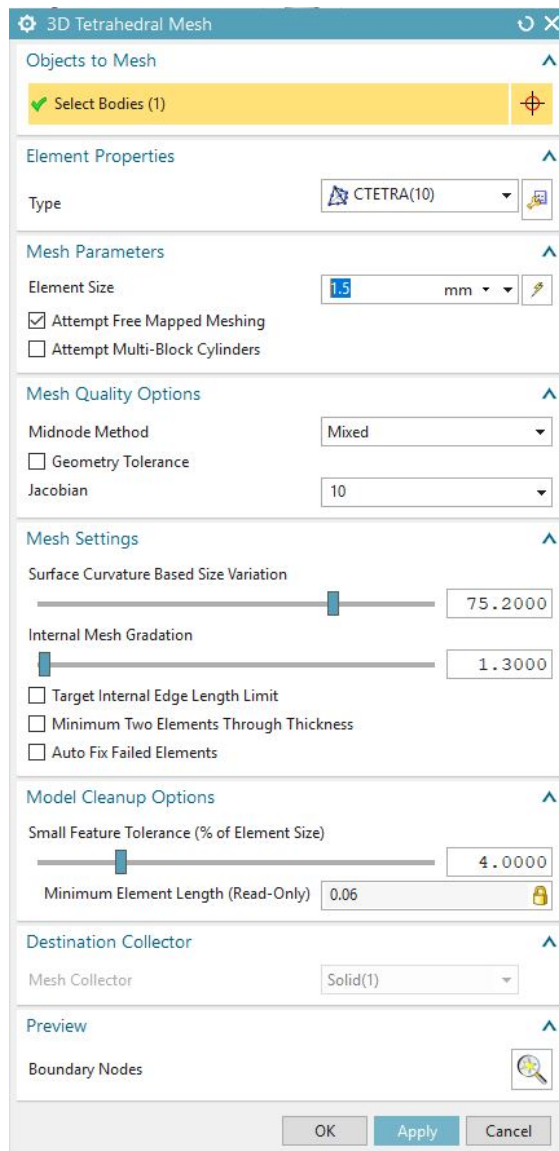 3D Tetrahedral Mesh
Objects to Mesh
Select Bodies (1)
Element Properties
Type CTETRA(10)
Mesh Parameters
Element Size 1.5 mm
Attempt Free Mapped Meshing
Attempt Multi-Block Cylinders
Mesh Quality Options
Midnode Method Mixed
Geometry Tolerance
Jacobian 10
Mesh Settings
Surface Curvature Based Size Variation
75.2000
Internal Mesh Gradation
1.3000
Target Internal Edge Length Limit
Minimum Two Elements Through Thickness
Auto Fix Failed Elements
Model Cleanup Options
Small Feature Tolerance (% of Element Size)
4.0000
Minimum Element Length (Read-Only) 0.06
Destination Collector
Mesh Collector Solid(1)
Preview
Boundary Nodes
OK Apply Cancel